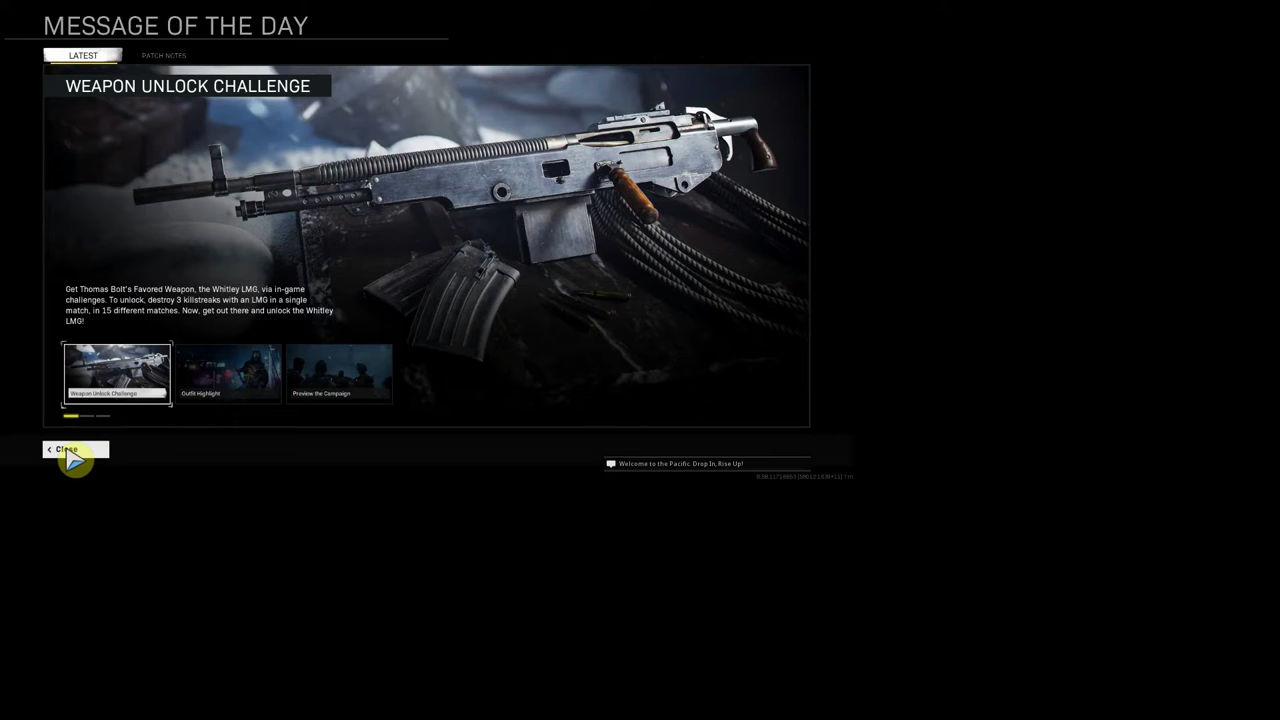 MESSAGE OF THE DAY
LATEST
PATCH NOTES
WEAPON UNLOCK CHALLENGE
Get Thomas Bolt's Favored Weapon, the Whitley LMG, via in-game
challenges. To unlock, destroy 3 killstreaks with an LMG in a single
match, in 15 different matches. Now, get out there and unlock the Whitley
LMG!
Weapon Unlock Challenge
Outfit Highlight
Preview the Campaign
Close
Welcome to the Pacific. Drop In, Rise Up!